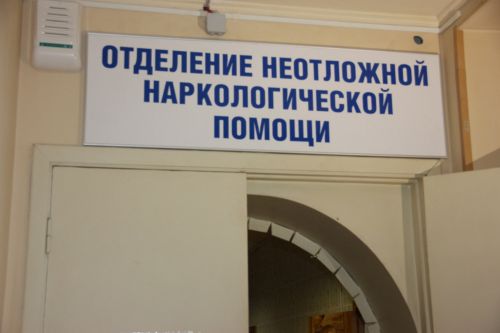 ОТДЕЛЕНИЕ НЕОТЛОЖНОЙ
НАРКОЛОГИЧЕСКОЙ
ПОМОЩИ